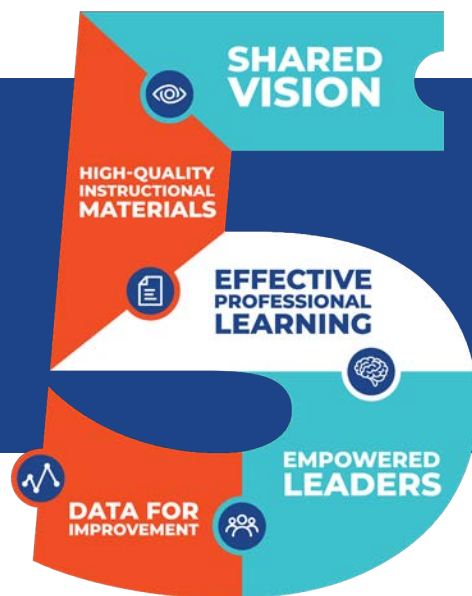 SHARED
VISION
HIGH-QUALITY
INSTRUCTIONAL
MATERIALS
EFFECTIVE
PROFESSIONAL
LEARNING
EMPOWERED
LEADERS
DATA FOR
IMPROVEMENT